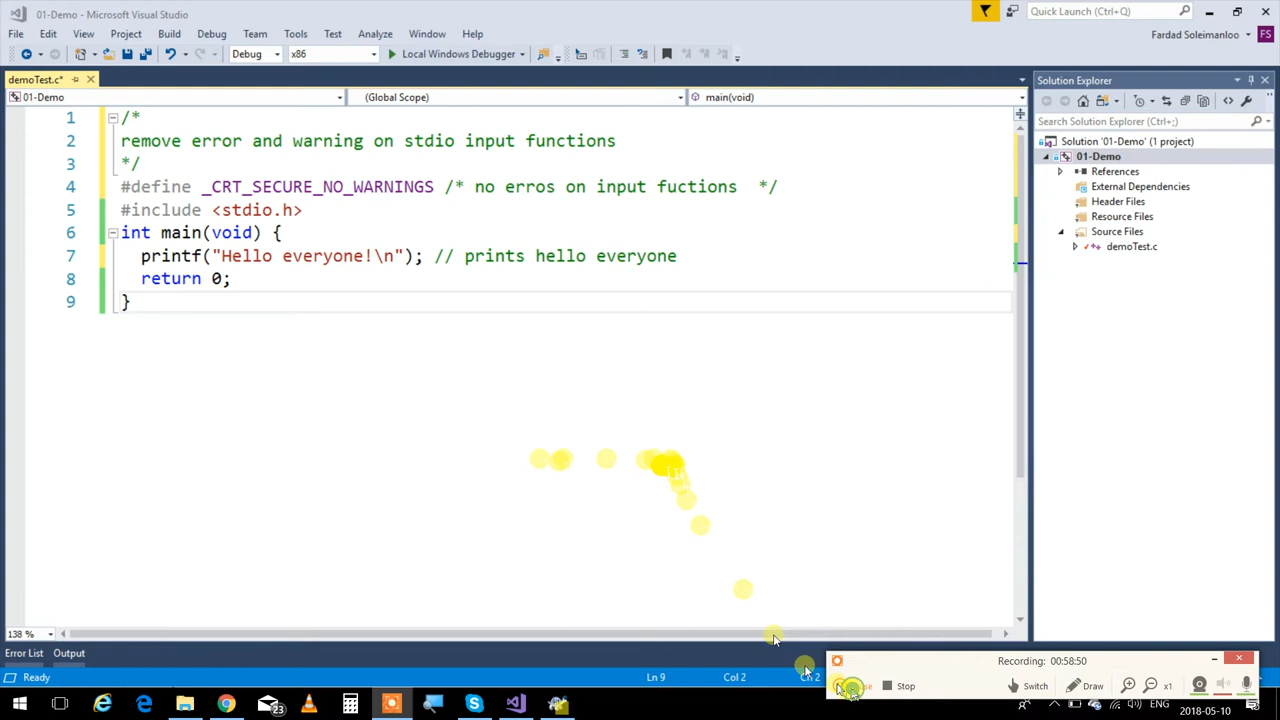 01-Demo - Microsoft Visual Studio
Quick Launch (Ctrl+Q)
File Edit View Project Build Debug Team Tools Test Analyze Window Help
Fardad Soleimanloo FS
Debug x86 Local Windows Debugger
demoTest.c*
Solution Explorer
01-Demo (Global Scope) main(void)
Search Solution Explorer (Ctrl+;)
Solution '01-Demo' (1 project)
01-Demo
References
External Dependencies
Header Files
Resource Files
Source Files
demoTest.c
1 /*
2 remove error and warning on stdio input functions
3 */
4 #define _CRT_SECURE_NO_WARNINGS /* no erros on input fuctions  */
5 #include <stdio.h>
6 int main(void) {
7 printf("Hello everyone!\n"); // prints hello everyone
8 return 0;
9 }
138 %
Error List Output
Ready Ln 9 Col 2 Ch 2
Recording: 00:58:50
Stop Switch Draw x1
23
ENG
2018-05-10